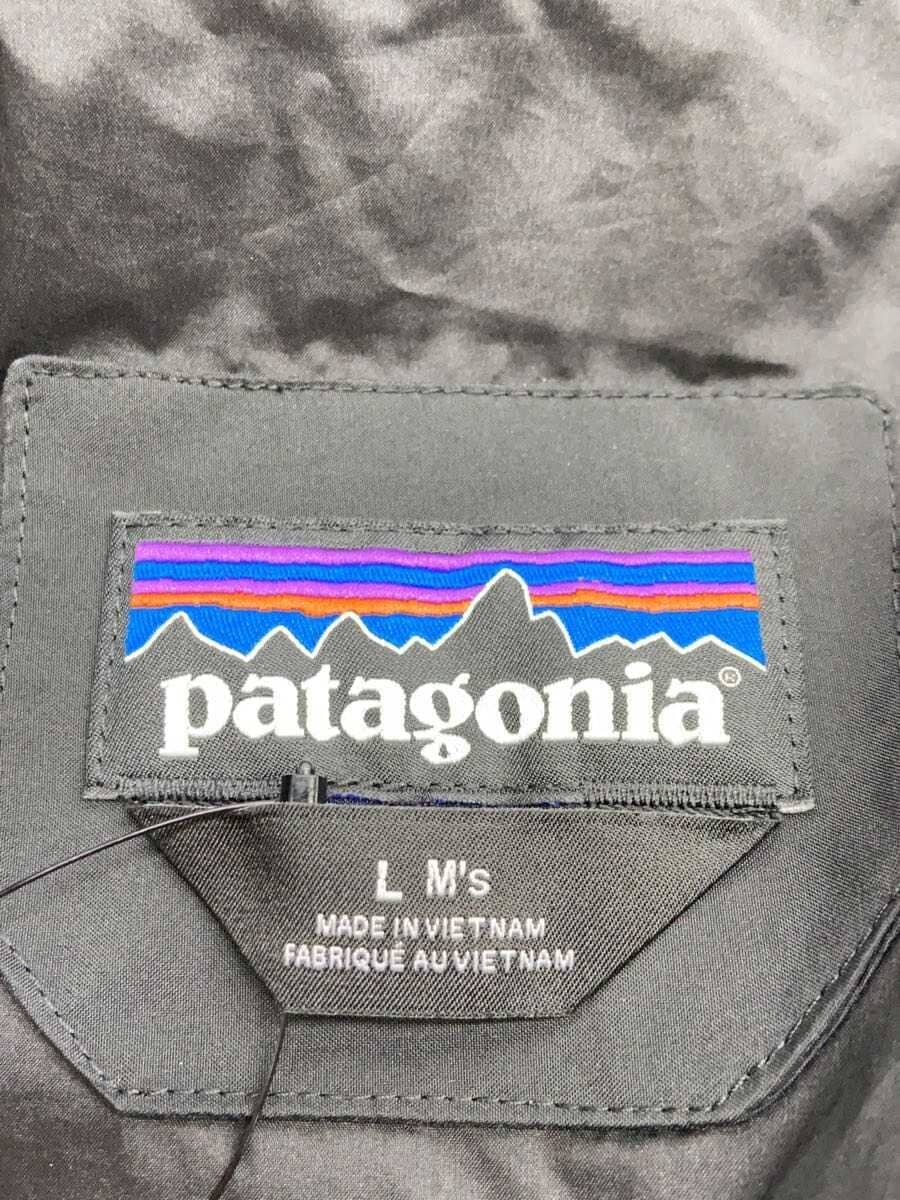 patagonia®
L M's
MADE IN VIETNAM
FABRIQUÉ AU VIETNAM